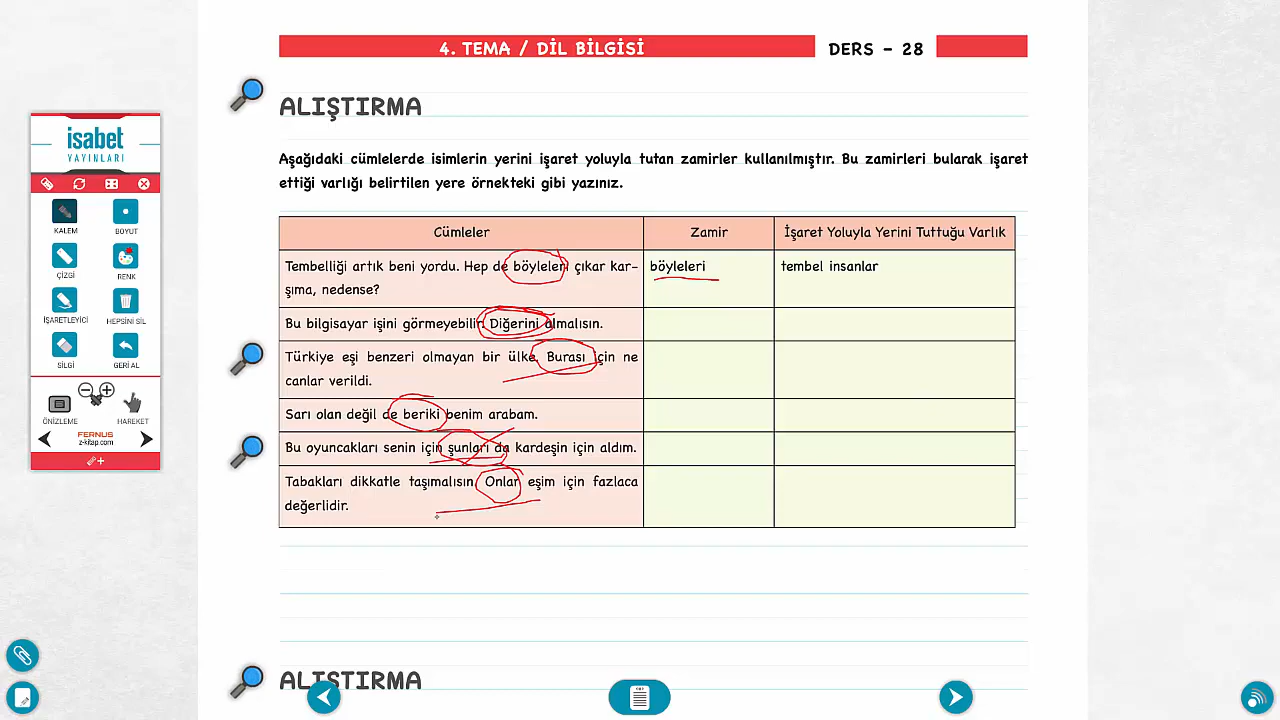 4. TEMA / DİL BİLGİSİ
DERS - 28
ALIŞTIRMA
Aşağıdaki cümlelerde isimlerin yerini işaret yoluyla tutan zamirler kullanılmıştır. Bu zamirleri bularak işaret
ettiği varlığı belirtilen yere örnekteki gibi yazınız.
Cümleler
Zamir
İşaret Yoluyla Yerini Tuttuğu Varlık
Tembelliği artık beni yordu. Hep de böyleleri çıkar kar-
şıma, nedense?
böyleleri
tembel insanlar
Bu bilgisayar işini görmeyebilir. Diğerini almalısın.
Türkiye eşi benzeri olmayan bir ülke. Burası için ne
canlar verildi.
Sarı olan değil de beriki benim arabam.
Bu oyuncakları senin için şunları da kardeşin için aldım.
Tabakları dikkatle taşımalısın. Onlar eşim için fazlaca
değerlidir.
ALIŞTIRMA
isabet
YAYINLARI
KALEM
BOYUT
ÇİZGİ
RENK
İŞARETLEYİCİ
HEPSİNİ SİL
SİLGİ
GERİ AL
ÖNİZLEME
HAREKET
FERNUS
z-kitap.com